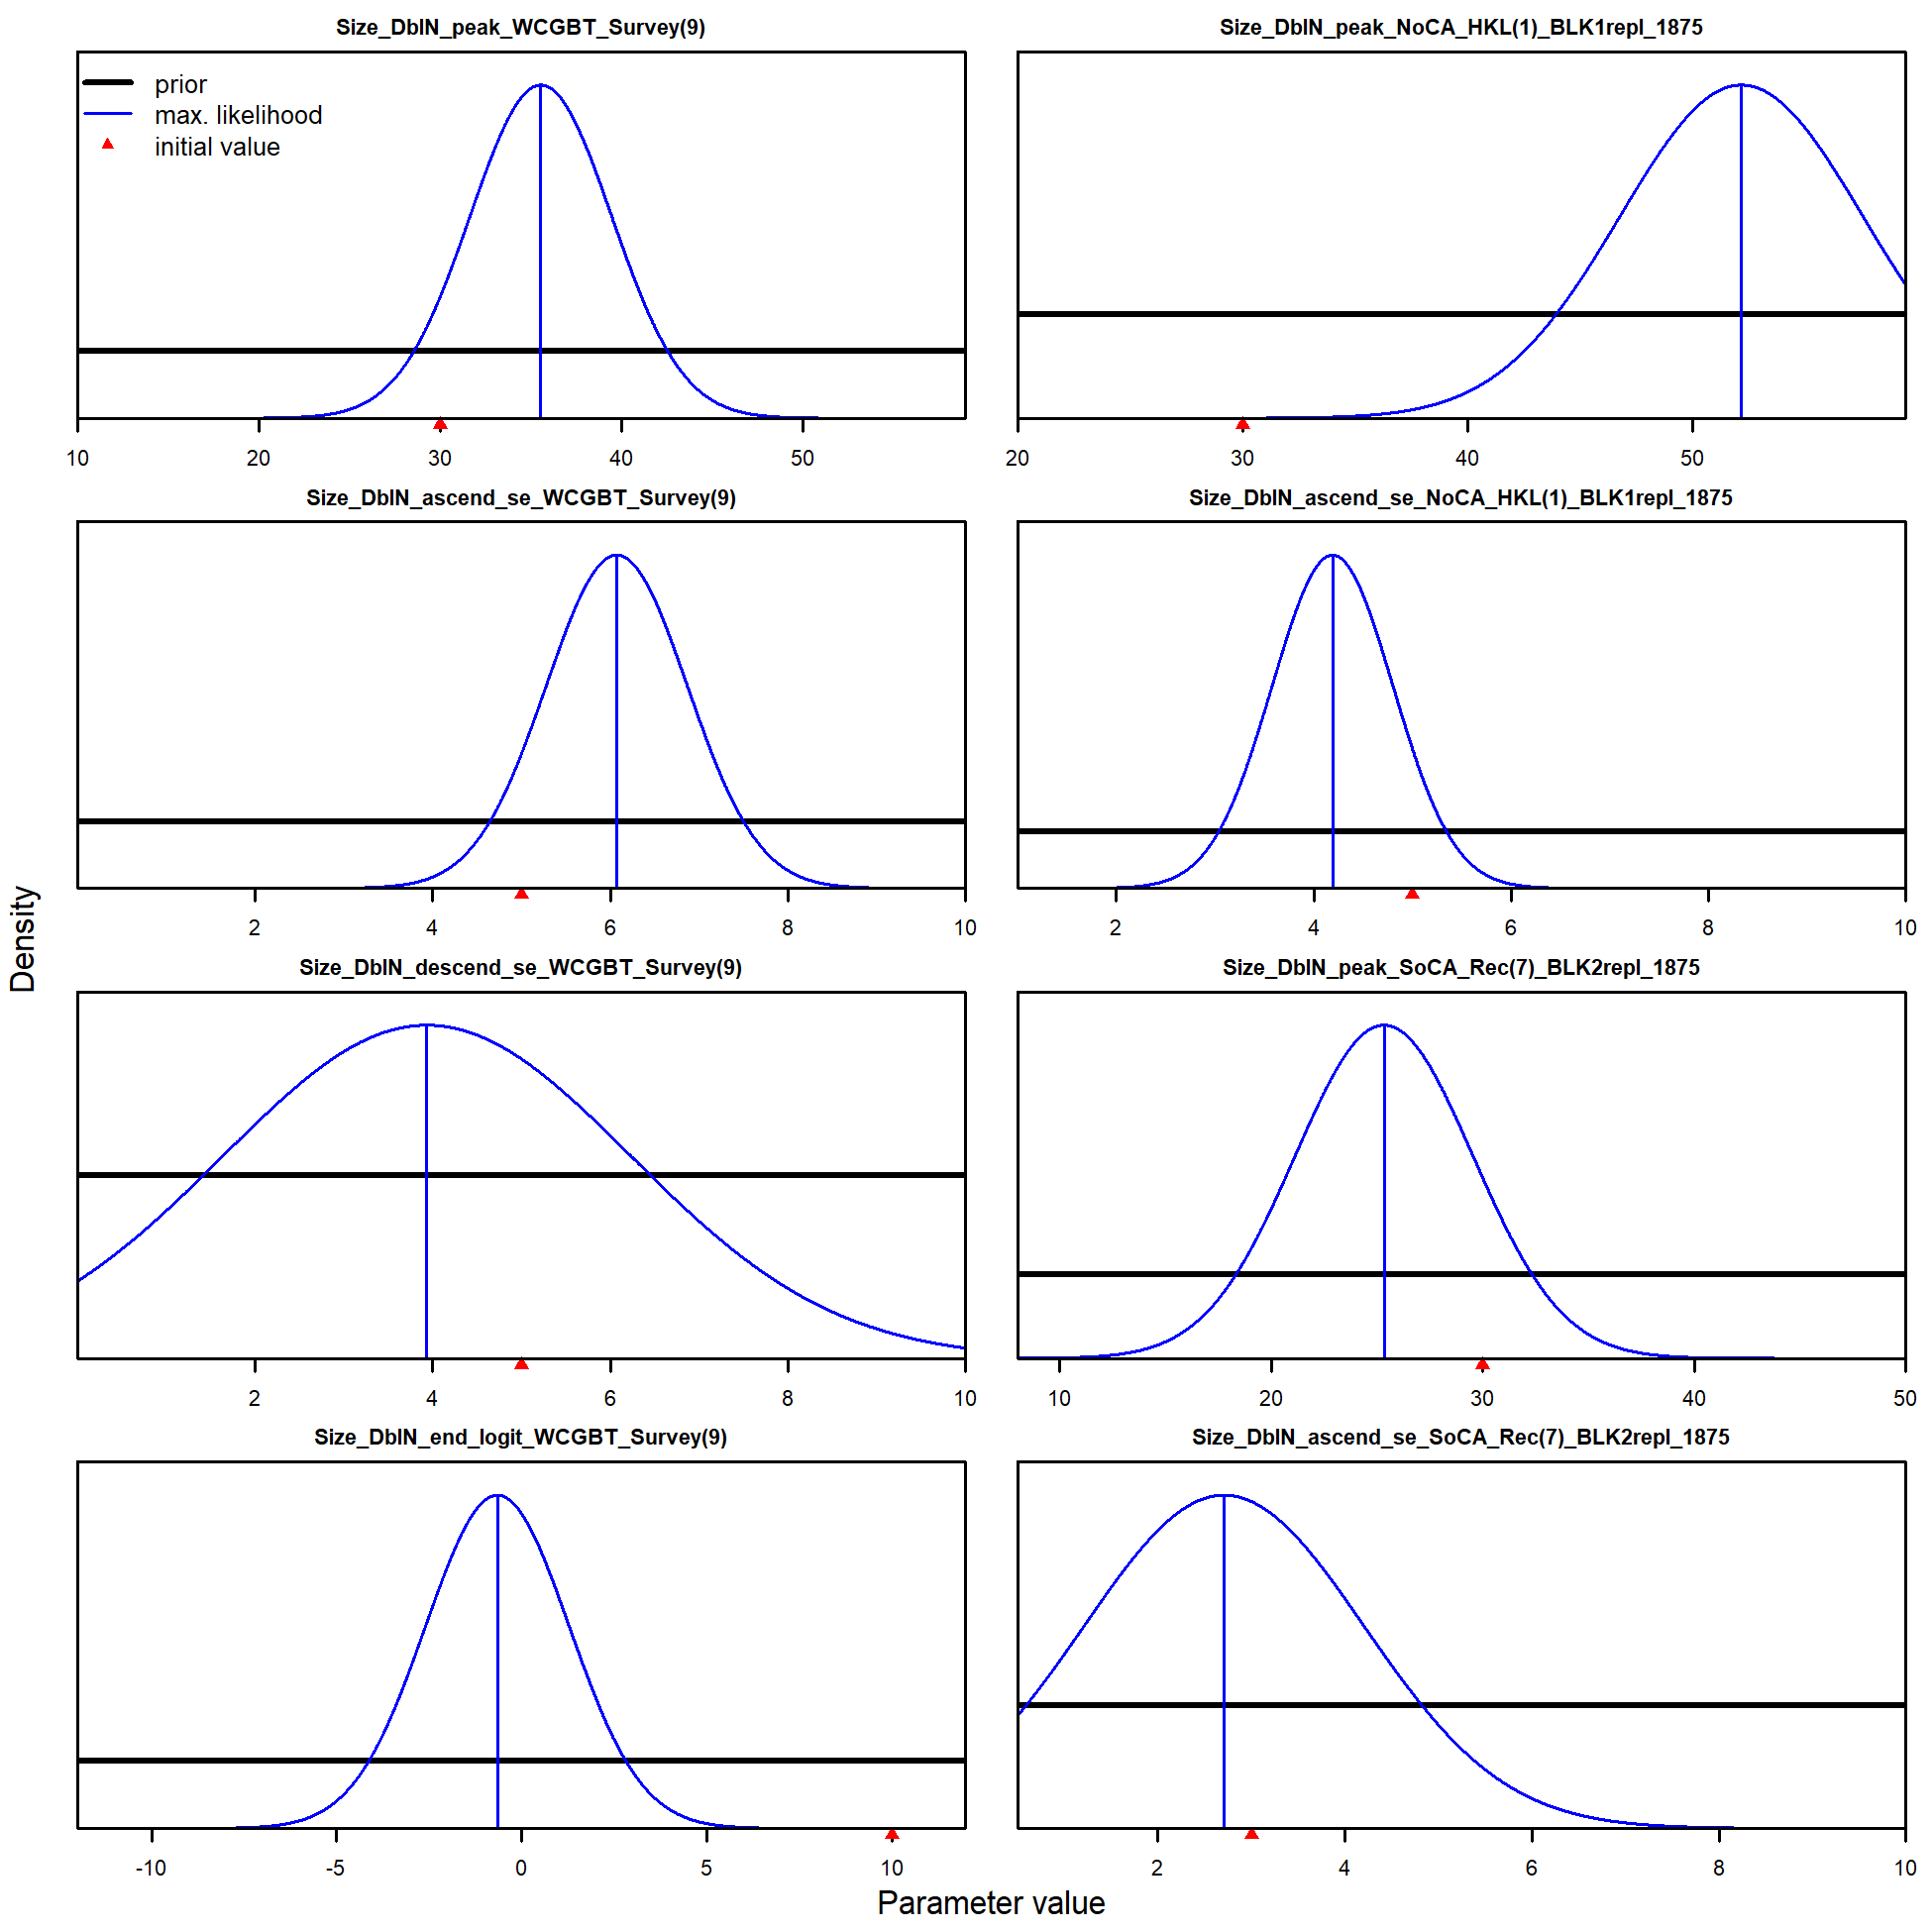 Size_DblN_peak_WCGBT_Survey(9)
prior
max. likelihood
initial value
10 20 30 40 50
Size_DblN_peak_NoCA_HKL(1)_BLK1repl_1875
20 30 40 50
Size_DblN_ascend_se_WCGBT_Survey(9)
2 4 6 8 10
Size_DblN_ascend_se_NoCA_HKL(1)_BLK1repl_1875
2 4 6 8 10
Size_DblN_descend_se_WCGBT_Survey(9)
2 4 6 8 10
Size_DblN_peak_SoCA_Rec(7)_BLK2repl_1875
10 20 30 40 50
Size_DblN_end_logit_WCGBT_Survey(9)
-10 -5 0 5 10
Size_DblN_ascend_se_SoCA_Rec(7)_BLK2repl_1875
2 4 6 8 10
Density
Parameter value